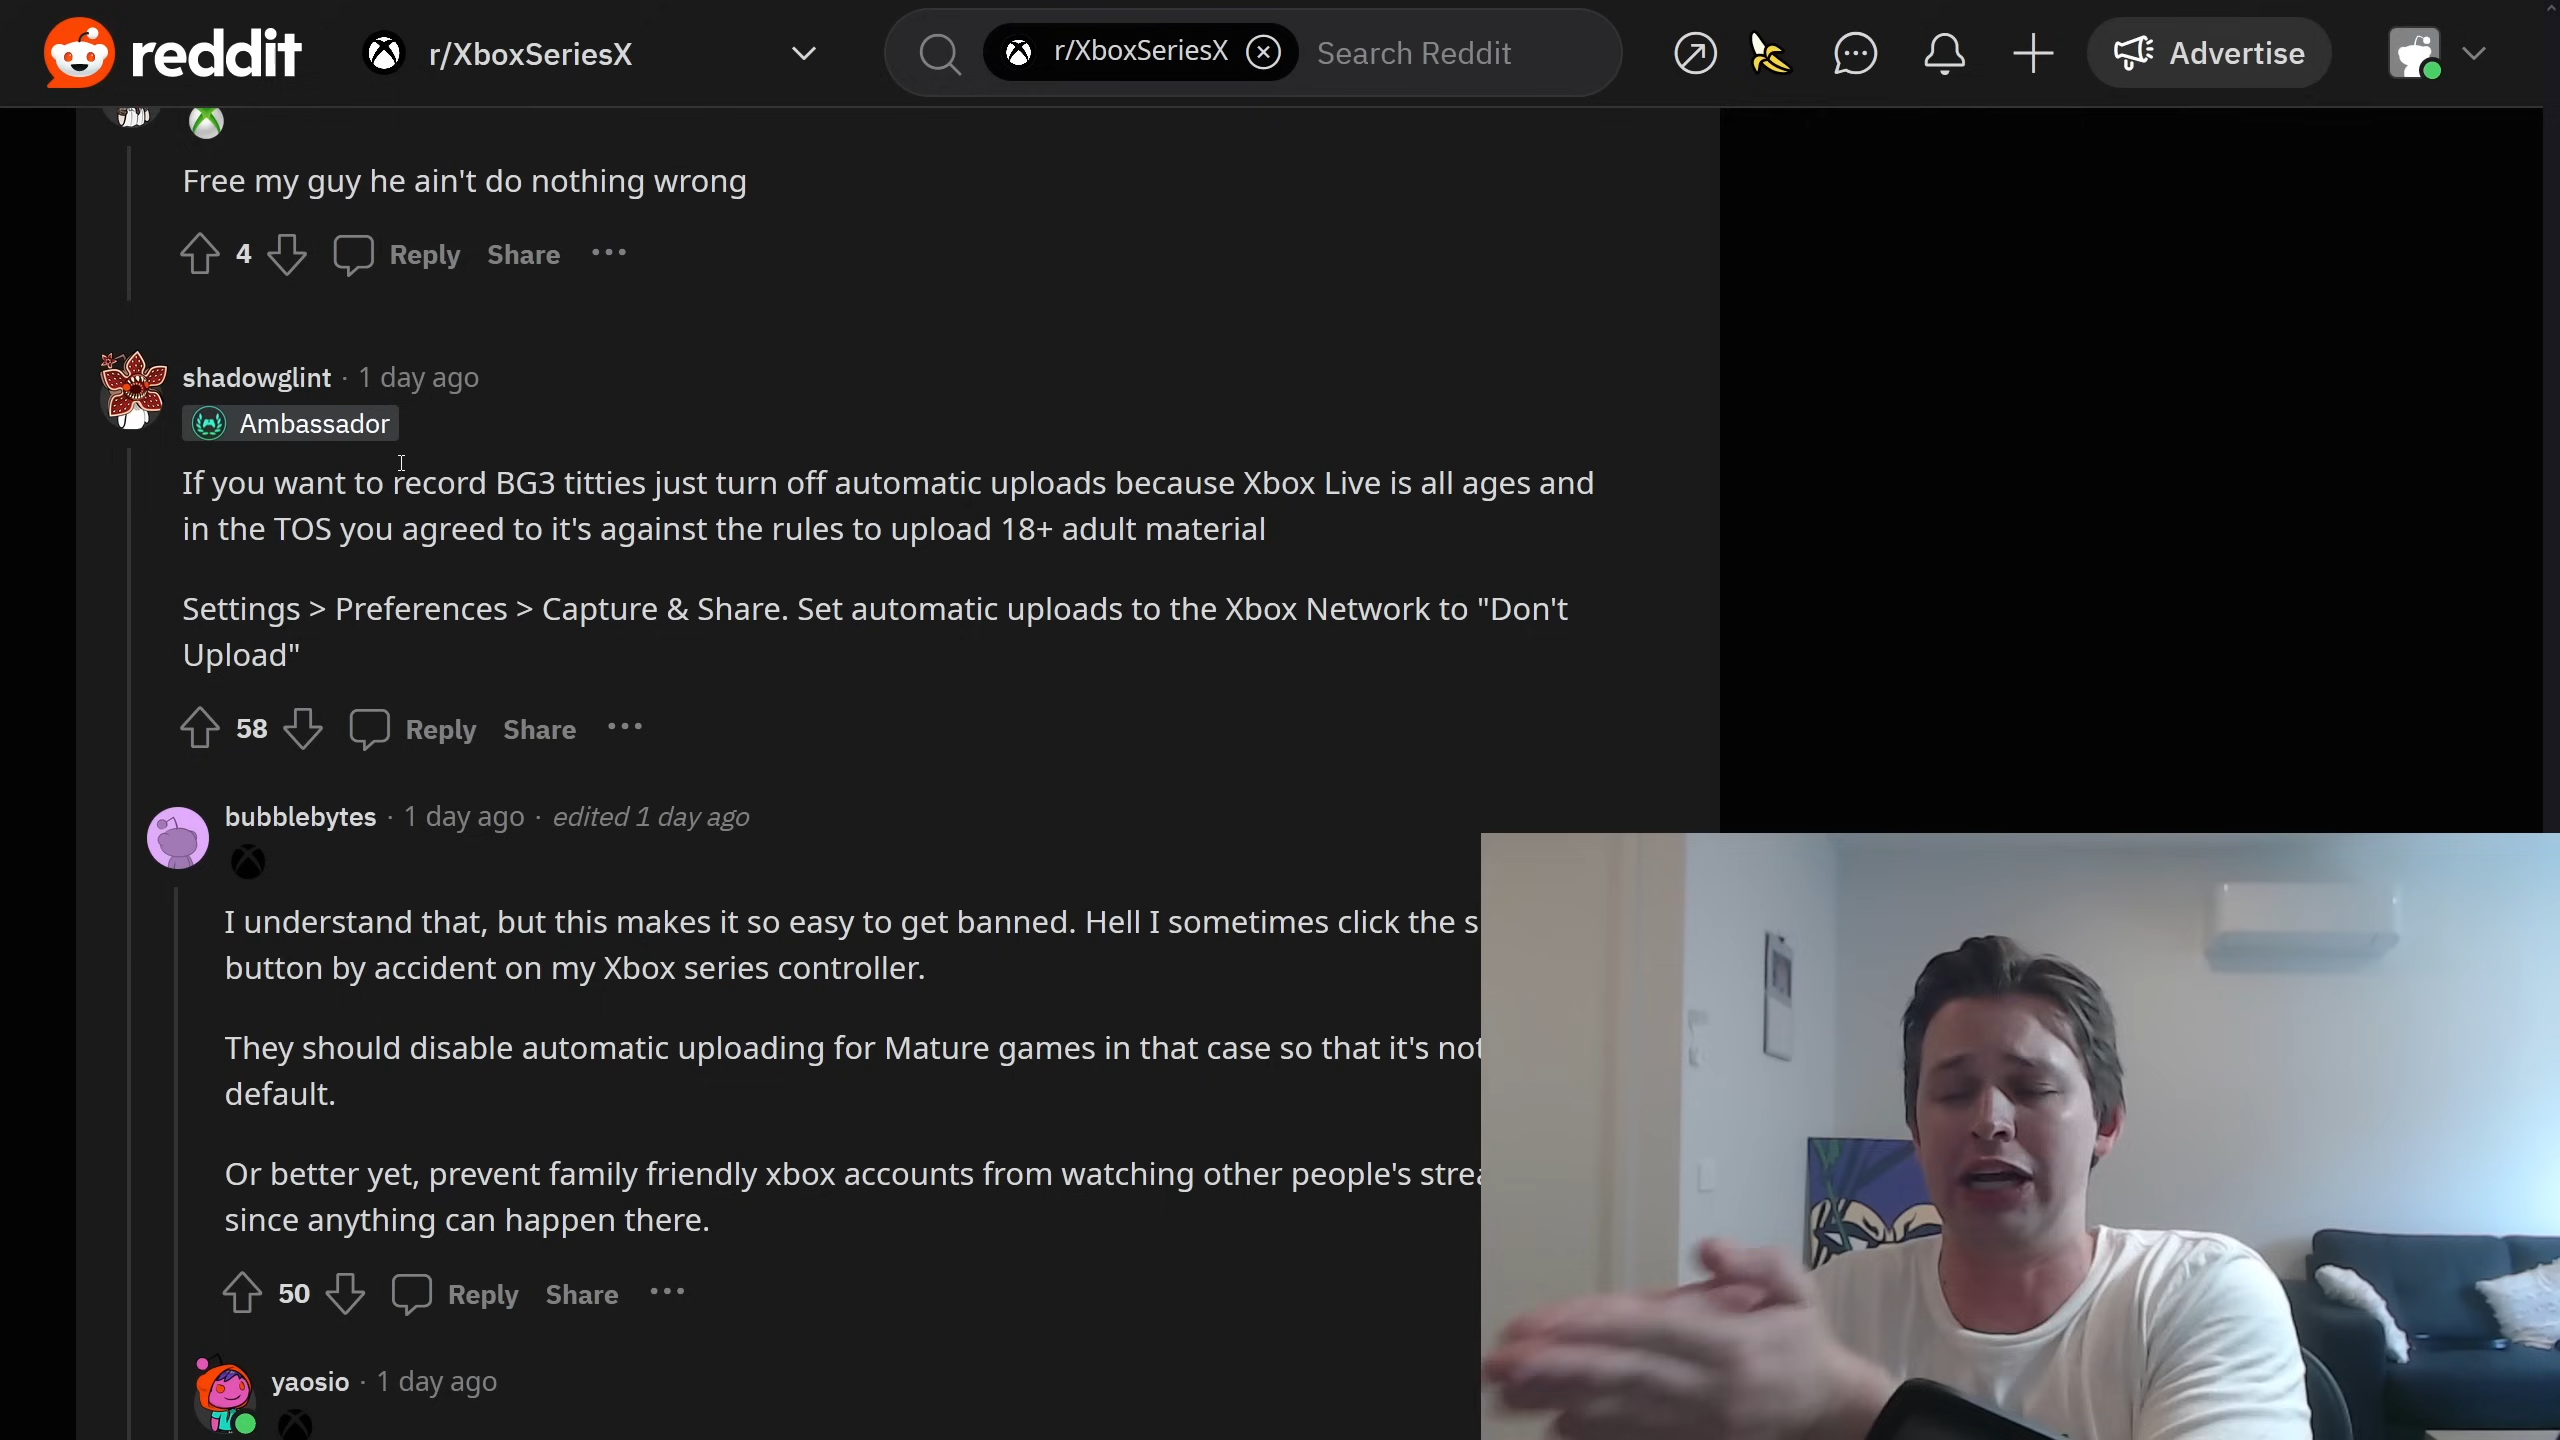 reddit
r/XboxSeriesX
r/XboxSeriesX
Search Reddit
Advertise
Free my guy he ain't do nothing wrong
4 Reply Share ...
shadowglint · 1 day ago
Ambassador
If you want to record BG3 titties just turn off automatic uploads because Xbox Live is all ages and
in the TOS you agreed to it's against the rules to upload 18+ adult material
Settings > Preferences > Capture & Share. Set automatic uploads to the Xbox Network to "Don't
Upload"
58 Reply Share ...
bubblebytes · 1 day ago · edited 1 day ago
I understand that, but this makes it so easy to get banned. Hell I sometimes click the s
button by accident on my Xbox series controller.
They should disable automatic uploading for Mature games in that case so that it's not
default.
Or better yet, prevent family friendly xbox accounts from watching other people's strea
since anything can happen there.
50 Reply Share ...
yaosio · 1 day ago